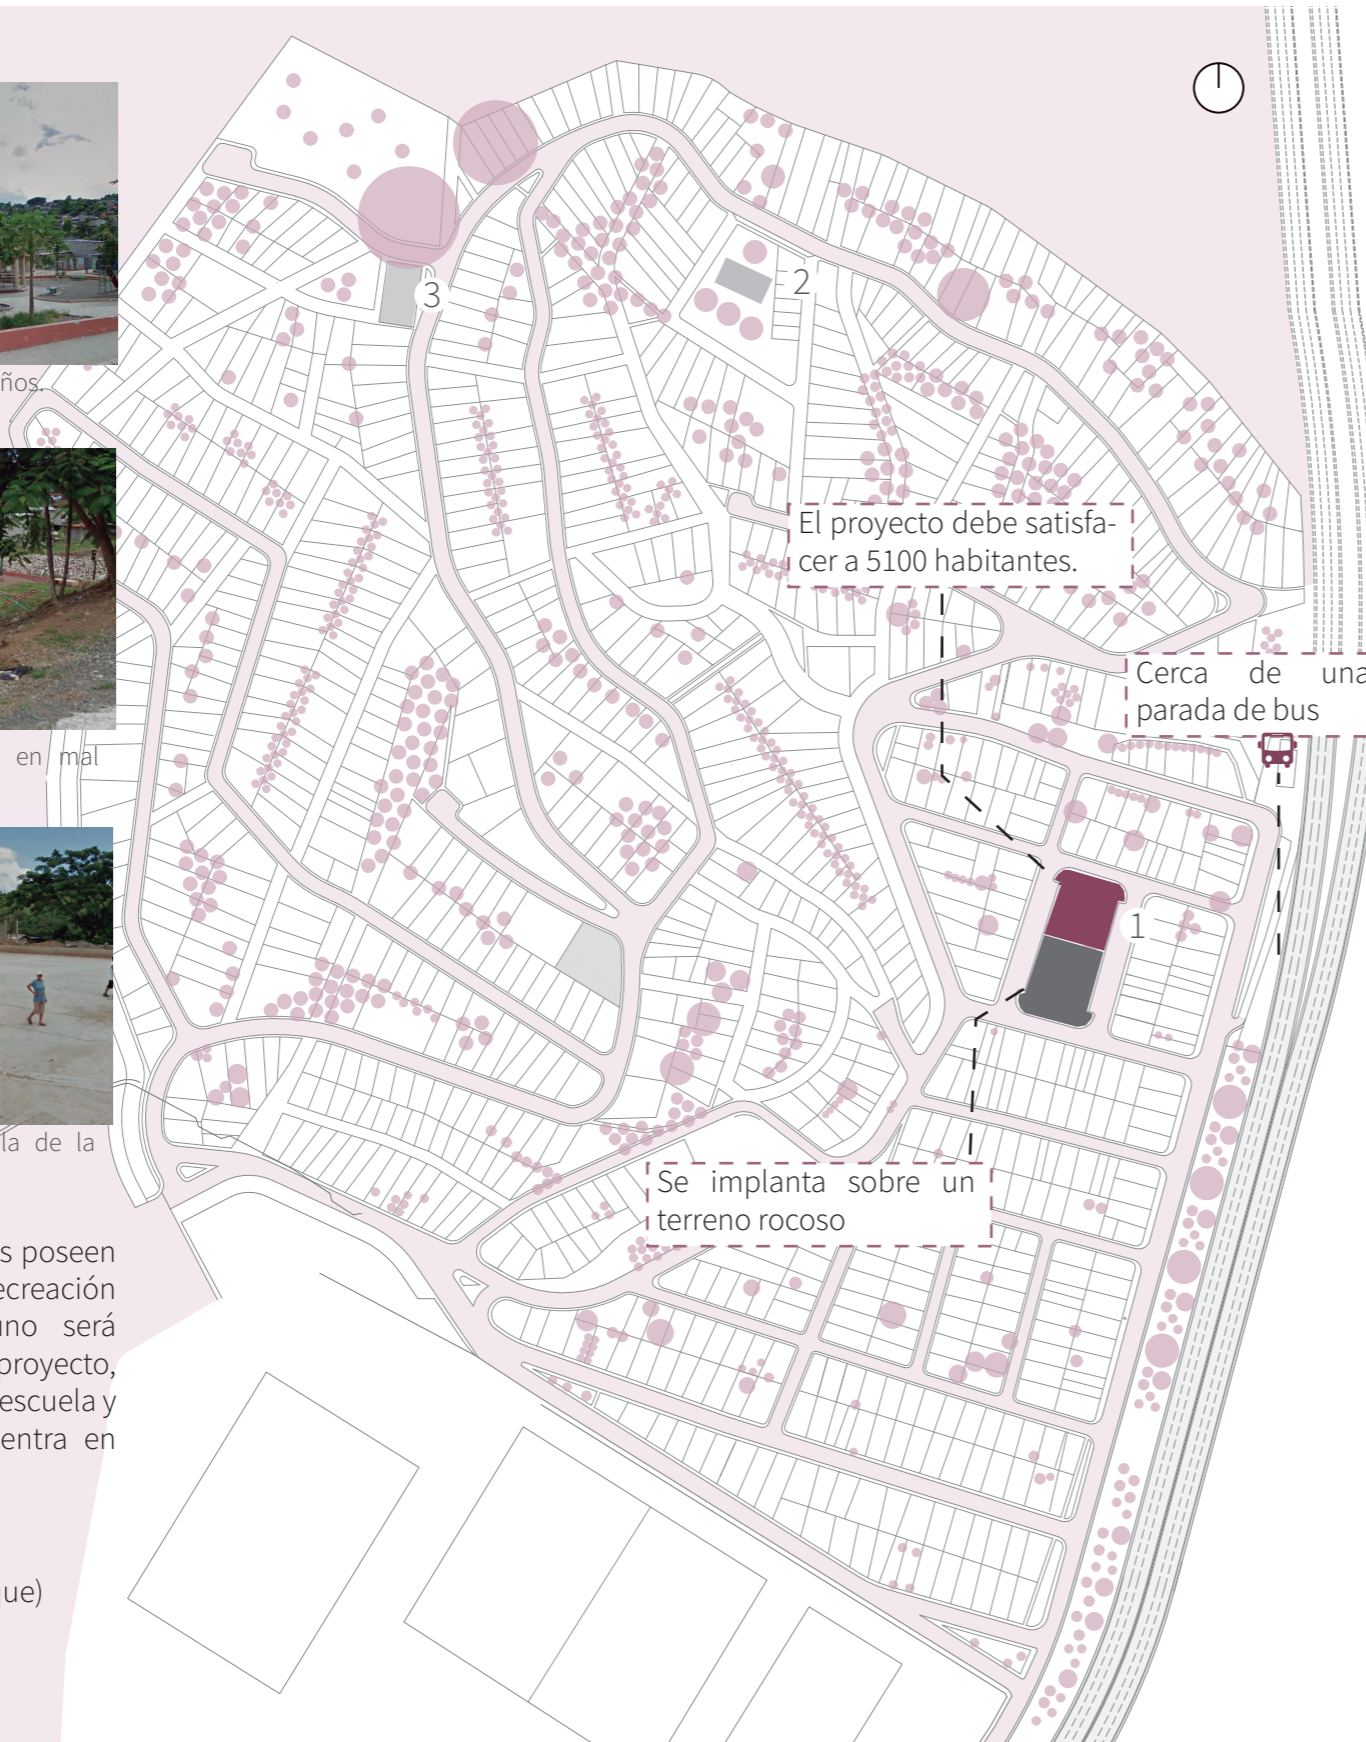 ños.
en mal
la de la
s poseen
ecreación
uno será
proyecto,
escuela y
entra en
que)
3
2
El proyecto debe satisfa-
cer a 5100 habitantes.
Cerca de una
parada de bus
1
Se implanta sobre un
terreno rocoso